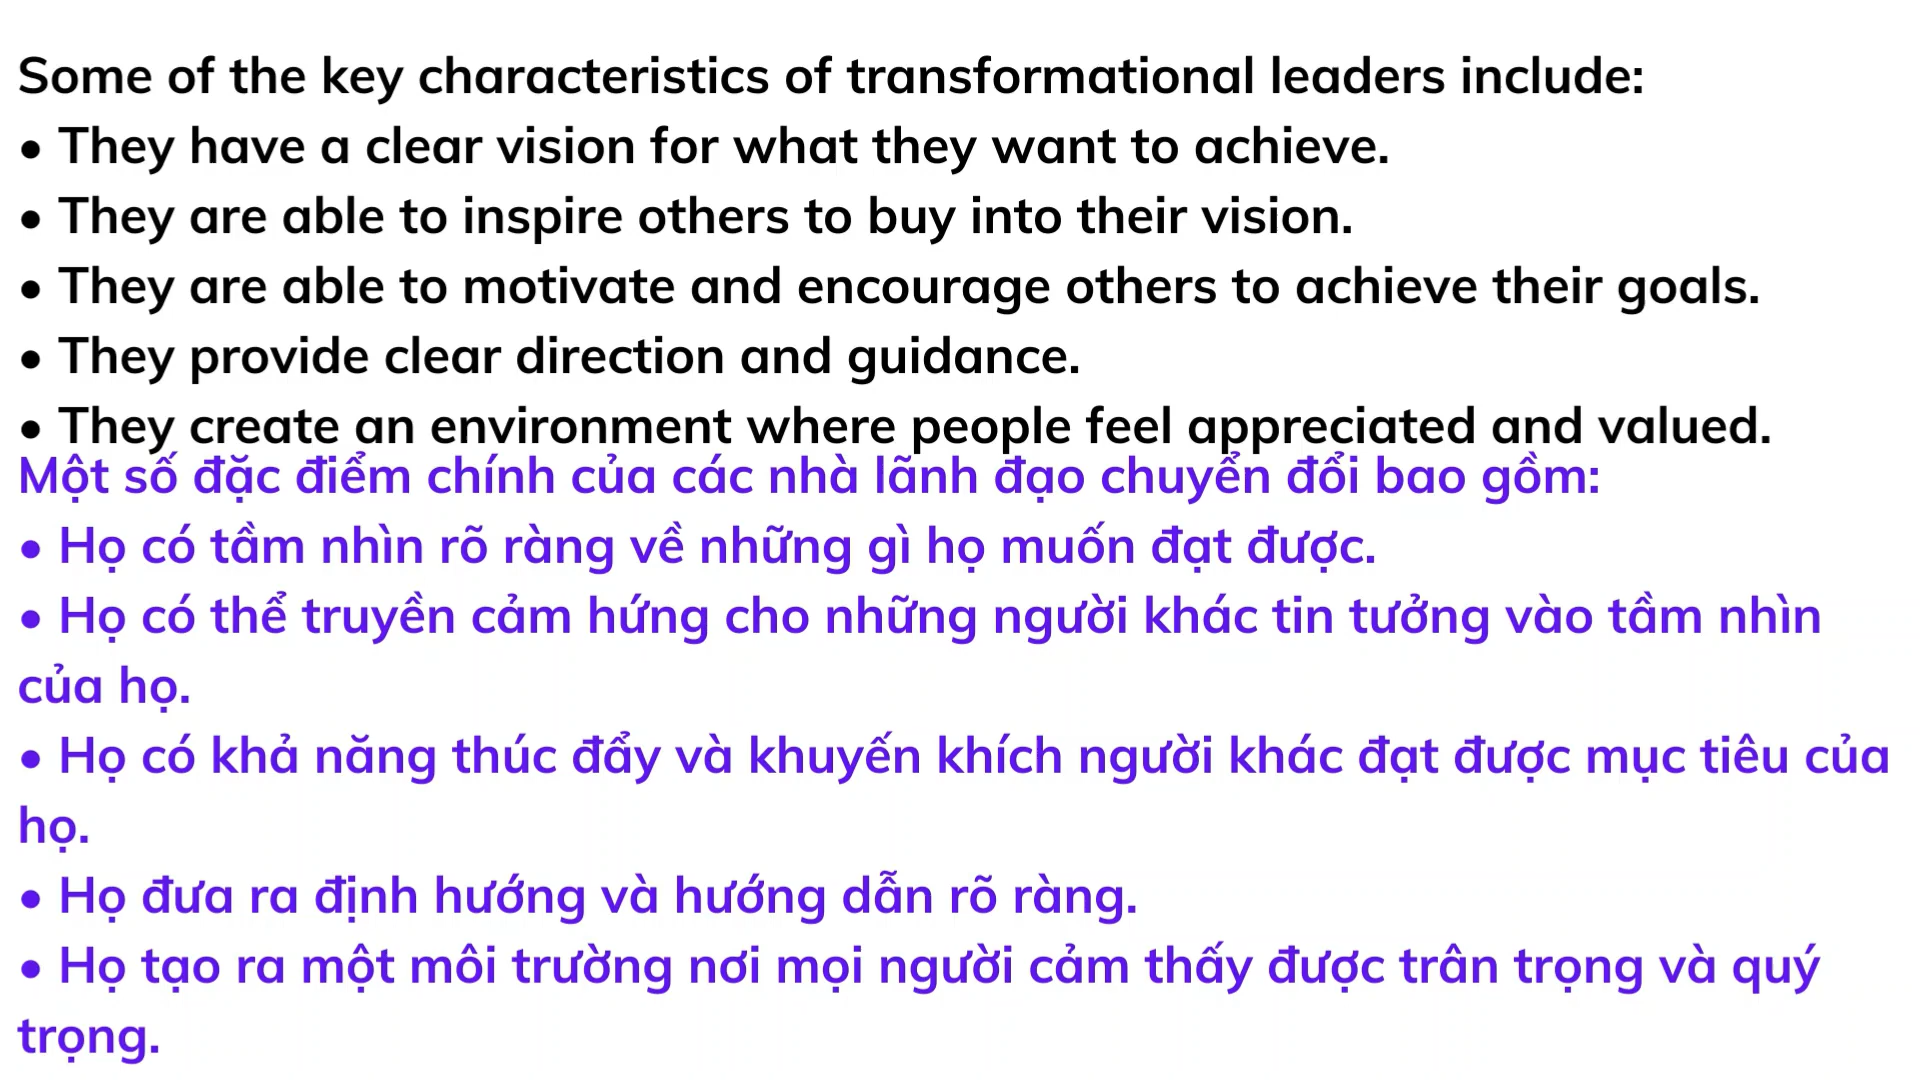 Some of the key characteristics of transformational leaders include:
• They have a clear vision for what they want to achieve.
• They are able to inspire others to buy into their vision.
• They are able to motivate and encourage others to achieve their goals.
• They provide clear direction and guidance.
• They create an environment where people feel appreciated and valued.
Một số đặc điểm chính của các nhà lãnh đạo chuyển đổi bao gồm:
• Họ có tầm nhìn rõ ràng về những gì họ muốn đạt được.
• Họ có thể truyền cảm hứng cho những người khác tin tưởng vào tầm nhìn
của họ.
• Họ có khả năng thúc đẩy và khuyến khích người khác đạt được mục tiêu của
họ.
• Họ đưa ra định hướng và hướng dẫn rõ ràng.
• Họ tạo ra một môi trường nơi mọi người cảm thấy được trân trọng và quý
trọng.